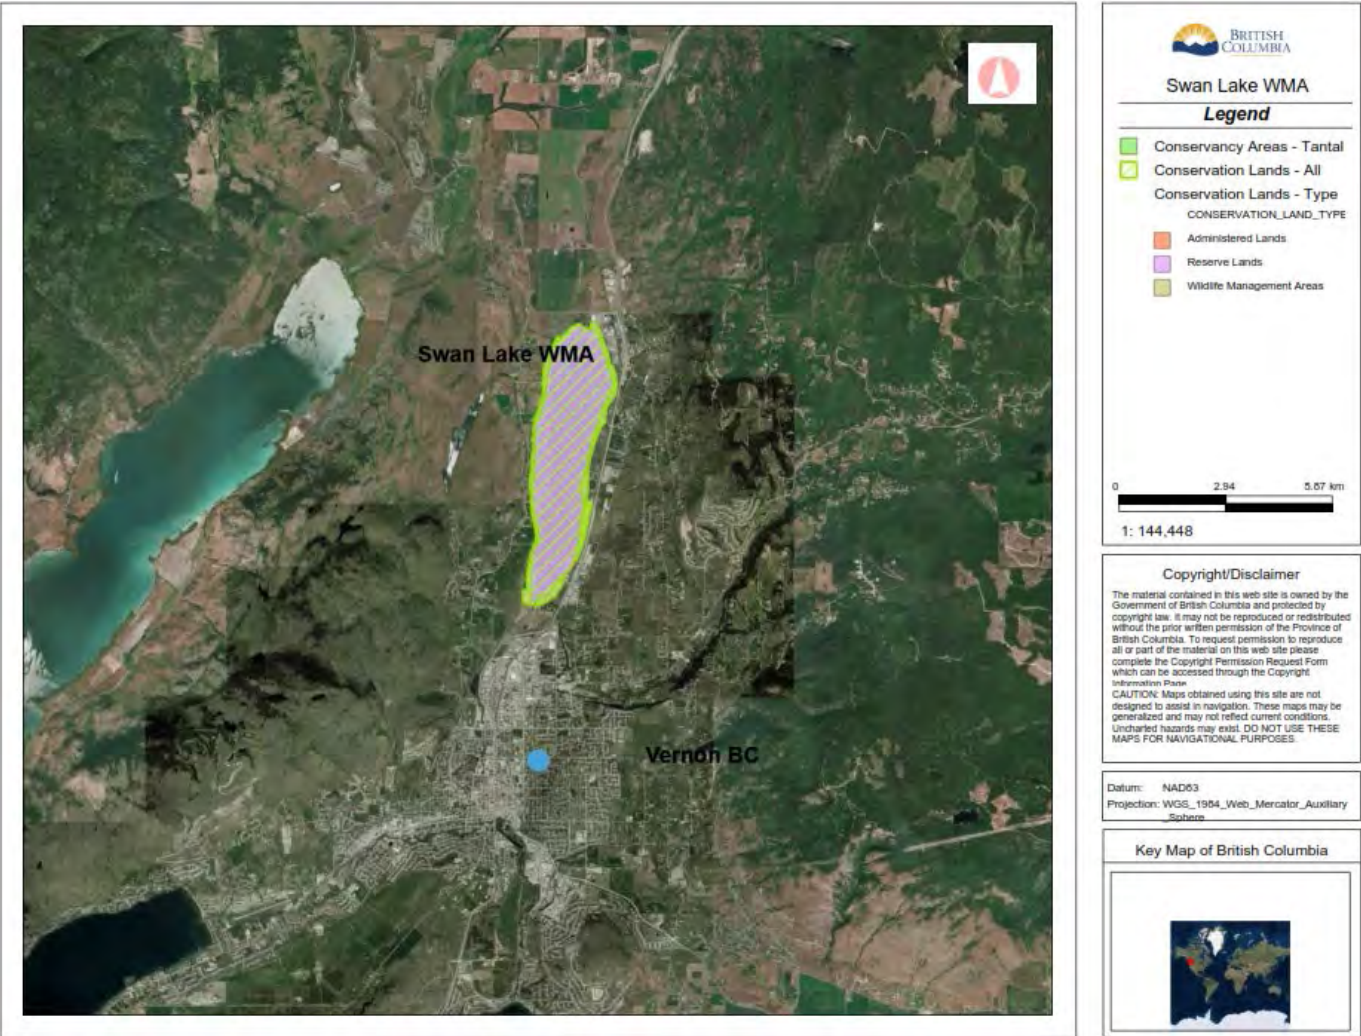 Swan Lake WMA
Vernon BC
BRITISH
COLUMBIA
Swan Lake WMA
Legend
Conservancy Areas - Tantal
Conservation Lands - All
Conservation Lands - Type
CONSERVATION_LAND_TYPE
Administered Lands
Reserve Lands
Wildlife Management Areas
0 2.94 5.87 km
1: 144,448
Copyright/Disclaimer
The material contained in this web site is owned by the
Government of British Columbia and protected by
copyright law. It may not be reproduced or redistributed
without the prior written permission of the Province of
British Columbia. To request permission to reproduce
all or part of the material on this web site please
complete the Copyright Permission Request Form
which can be accessed through the Copyright
Information Page.
CAUTION: Maps obtained using this site are not
designed to assist in navigation. These maps may be
generalized and may not reflect current conditions.
Uncharted hazards may exist. DO NOT USE THESE
MAPS FOR NAVIGATIONAL PURPOSES.
Datum: NAD83
Projection: WGS_1984_Web_Mercator_Auxiliary
_Sphere
Key Map of British Columbia